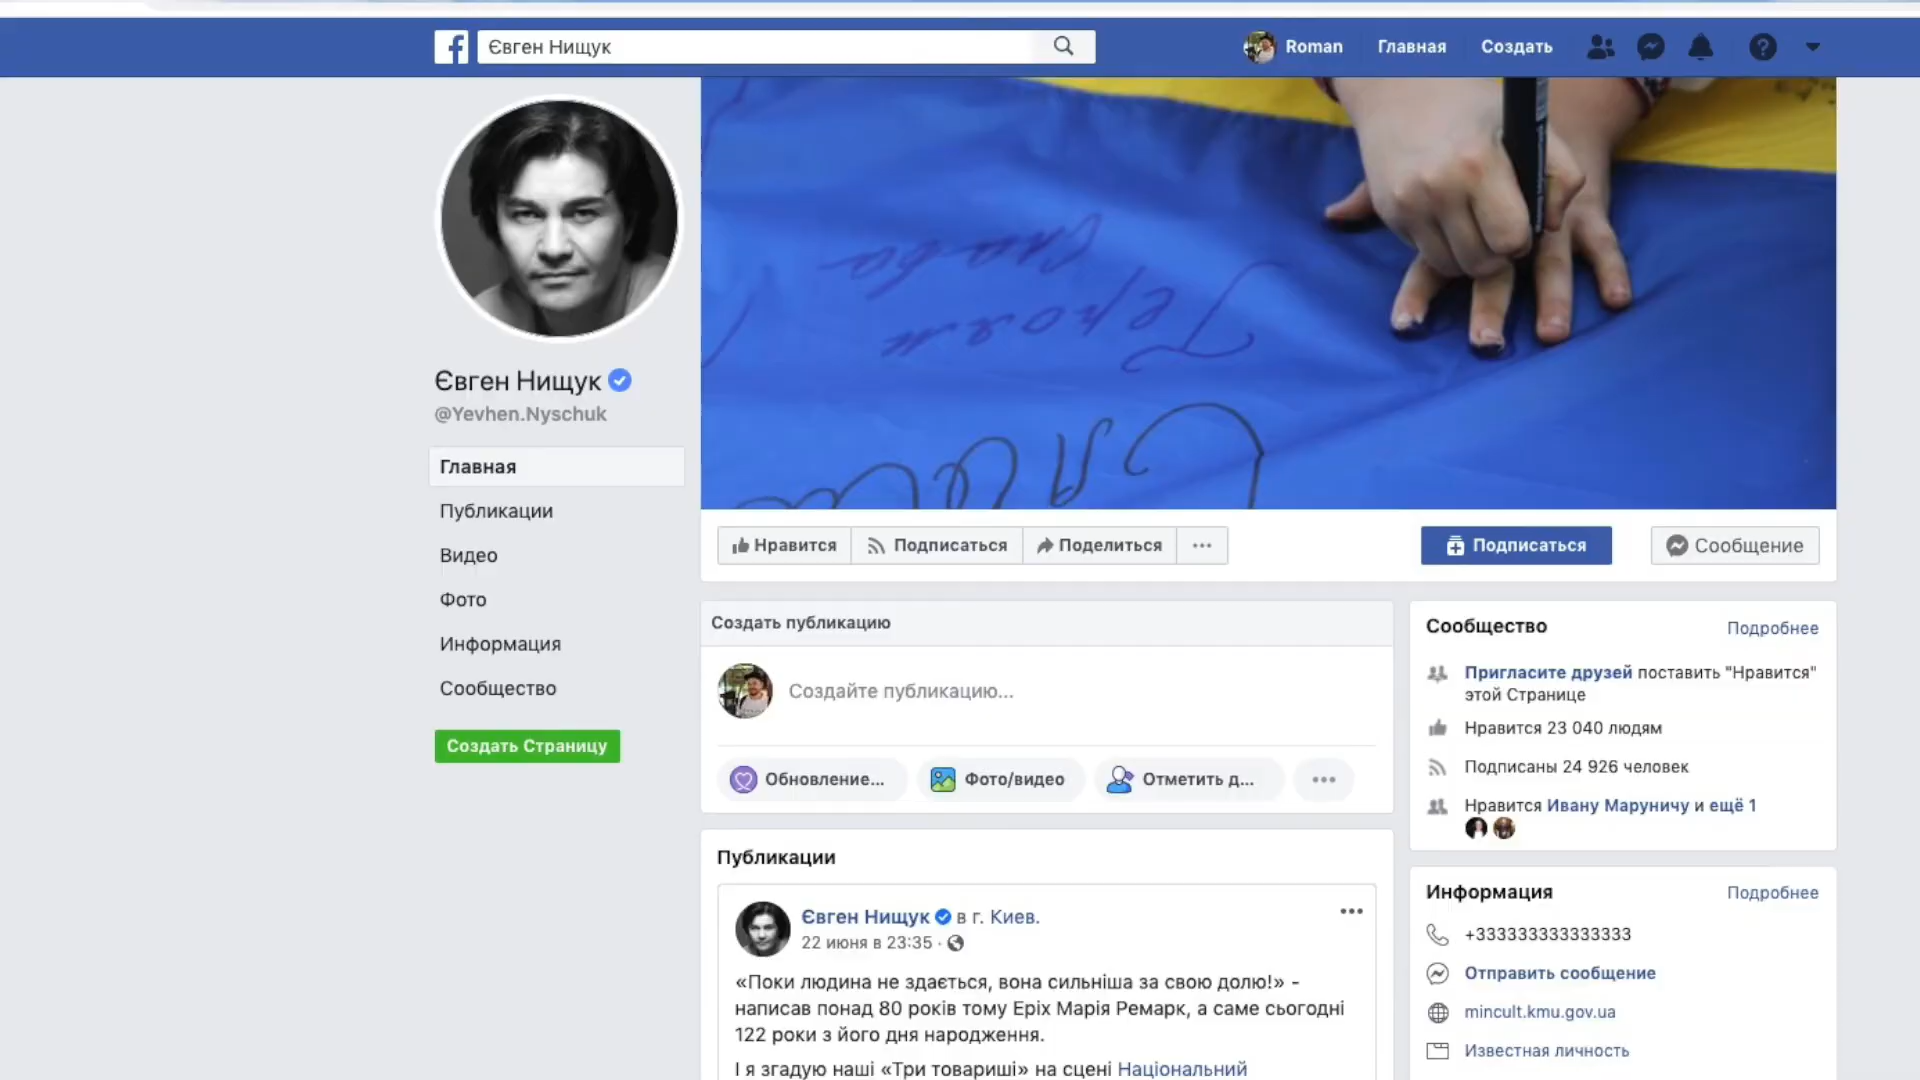 Євген Нищук
Roman
Главная
Создать
Євген Нищук
@Yevhen.Nyschuk
Главная
Публикации
Видео
Фото
Информация
Сообщество
Создать Страницу
Героям
слава
Нравится
Подписаться
Поделиться
Подписаться
Сообщение
Создать публикацию
Создайте публикацию...
Обновление...
Фото/видео
Отметить д...
Публикации
Євген Нищук в г. Киев.
22 июня в 23:35 ·
«Поки людина не здається, вона сильніша за свою долю!» -
написав понад 80 років тому Еріх Марія Ремарк, а саме сьогодні
122 роки з його дня народження.
І я згадую наші «Три товариші» на сцені Національний
Сообщество
Подробнее
Пригласите друзей поставить "Нравится"
этой Странице
Нравится 23 040 людям
Подписаны 24 926 человек
Нравится Ивану Маруничу и ещё 1
Информация
Подробнее
+333333333333333
Отправить сообщение
mincult.kmu.gov.ua
Известная личность